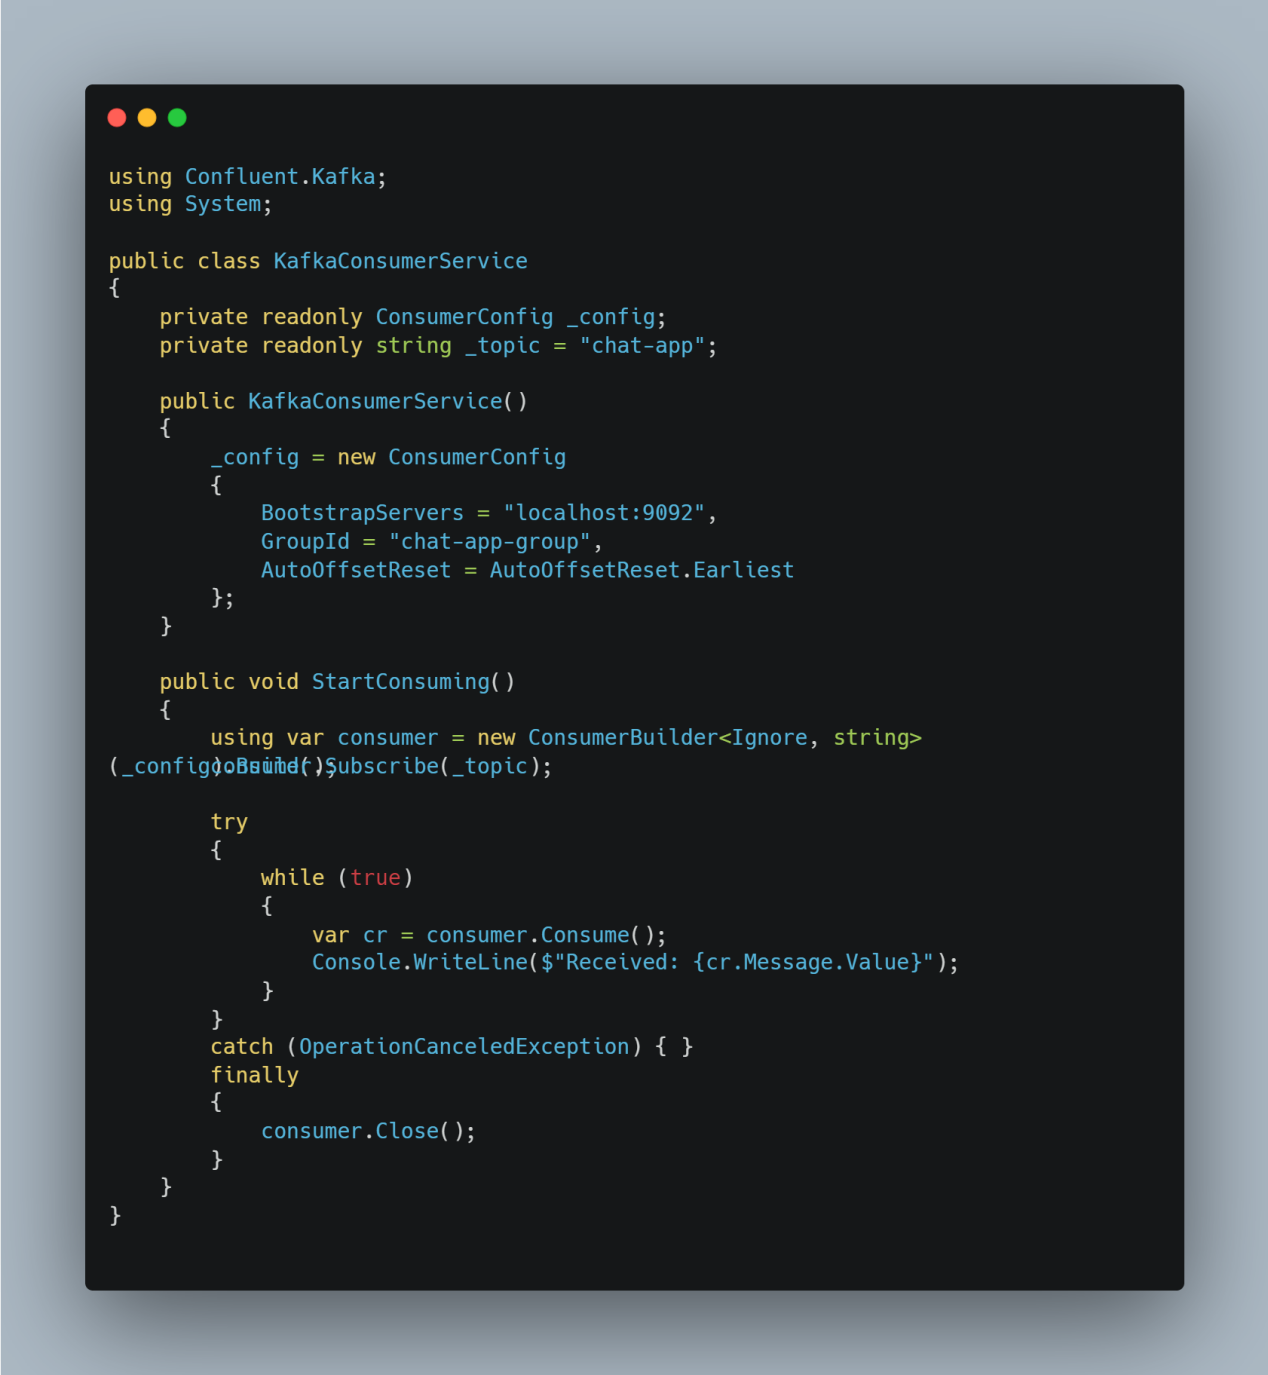 using Confluent.Kafka;
using System;

public class KafkaConsumerService
{
    private readonly ConsumerConfig _config;
    private readonly string _topic = "chat-app";

    public KafkaConsumerService()
    {
        _config = new ConsumerConfig
        {
            BootstrapServers = "localhost:9092",
            GroupId = "chat-app-group",
            AutoOffsetReset = AutoOffsetReset.Earliest
        };
    }

    public void StartConsuming()
    {
        using var consumer = new ConsumerBuilder<Ignore, string>
(_config).Build();
        consumer.Subscribe(_topic);

        try
        {
            while (true)
            {
                var cr = consumer.Consume();
                Console.WriteLine($"Received: {cr.Message.Value}");
            }
        }
        catch (OperationCanceledException) { }
        finally
        {
            consumer.Close();
        }
    }
}